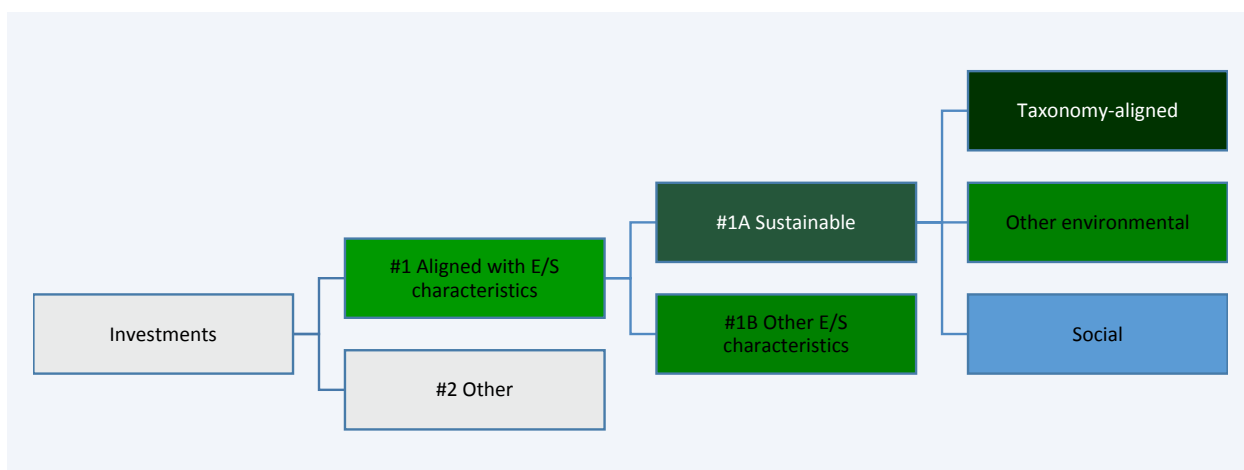 Investments
#1 Aligned with E/S
characteristics
#2 Other
#1A Sustainable
#1B Other E/S
characteristics
Taxonomy-aligned
Other environmental
Social